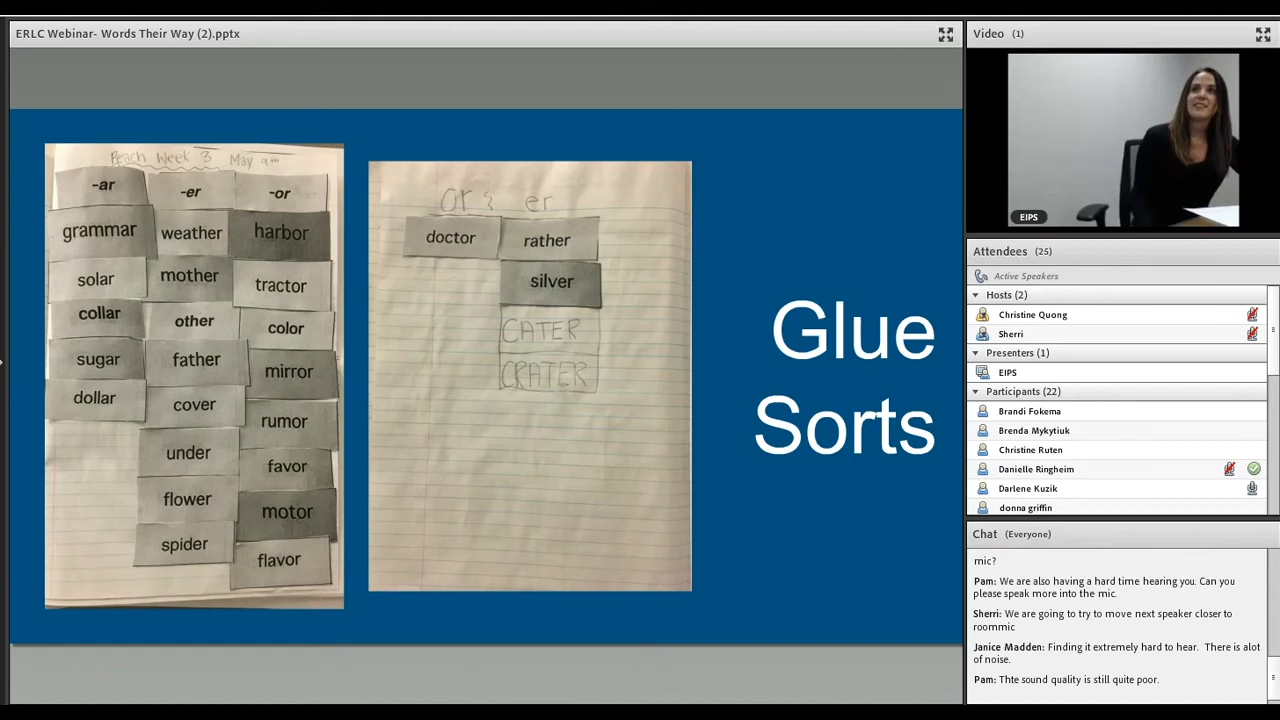 ERLC Webinar- Words Their Way (2).pptx
Peach Week 3 May 9th
-ar -er -or
grammar weather harbor
solar mother tractor
collar other color
sugar father mirror
dollar cover rumor
under favor
flower motor
spider flavor
or & er
doctor rather
silver
CATER
CRATER
Glue
Sorts
Video (1)
EIPS
Attendees (25)
Active Speakers
Hosts (2)
Christine Quong
Sherri
Presenters (1)
EIPS
Participants (22)
Brandi Fokema
Brenda Mykytiuk
Christine Ruten
Danielle Ringheim
Darlene Kuzik
donna griffin
Chat (Everyone)
mic?
Pam: We are also having a hard time hearing you. Can you
please speak more into the mic.
Sherri: We are going to try to move next speaker closer to
roommic
Janice Madden: Finding it extremely hard to hear. There is alot
of noise.
Pam: Thte sound quality is still quite poor.